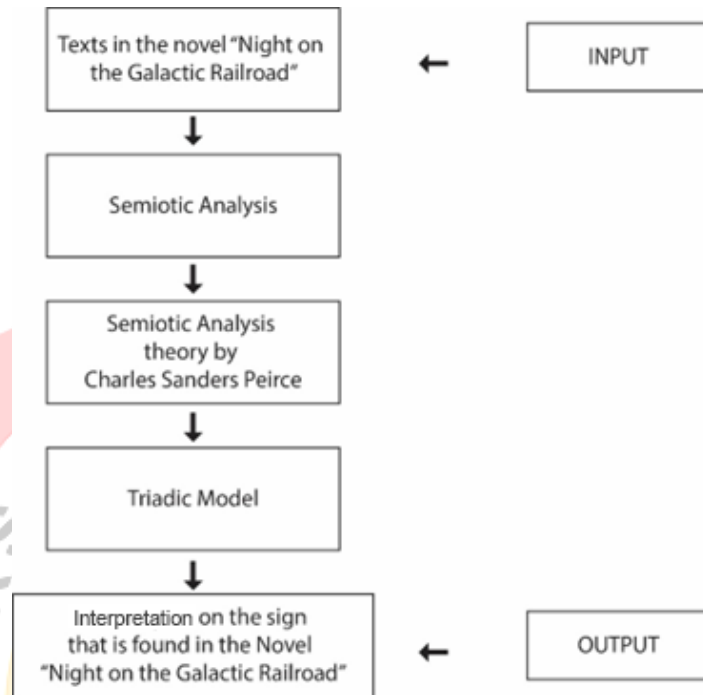 Texts in the novel “Night on
the Galactic Railroad”
INPUT
Semiotic Analysis
Semiotic Analysis
theory by
Charles Sanders Peirce
Triadic Model
Interpretation on the sign
that is found in the Novel
“Night on the Galactic Railroad”
OUTPUT